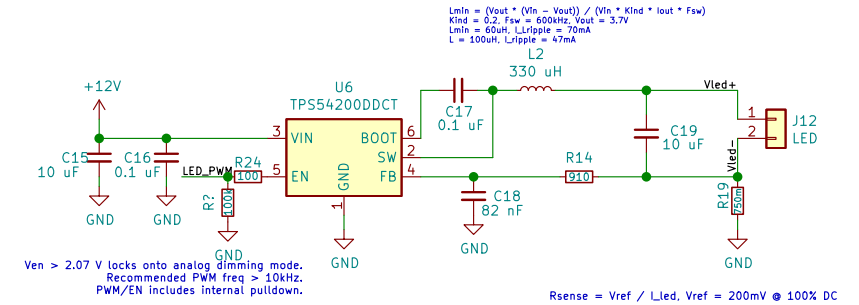 Lmin = (Vout * (Vin - Vout)) / (Vin * Kind * Iout * Fsw)
Kind = 0.2, Fsw = 600kHz, Vout = 3.7V
Lmin = 60uH, I_Lripple = 70mA
L = 100uH, I_ripple = 47mA
L2
330 uH
+12V
U6
TPS54200DDCT
Vled+
C17
0.1 uF
J12
LED
1
2
C19
10 uF
3
VIN
BOOT
6
SW
2
5
EN
FB
4
GND
1
C15
10 uF
C16
0.1 uF
LED_PWM
R24
100
R14
910
Vled-
R?
100k
C18
82 nF
R19
750m
GND
GND
GND
GND
GND
GND
Ven > 2.07 V locks onto analog dimming mode.
Recommended PWM freq > 10kHz.
PWM/EN includes internal pulldown.
Rsense = Vref / I_led, Vref = 200mV @ 100% DC